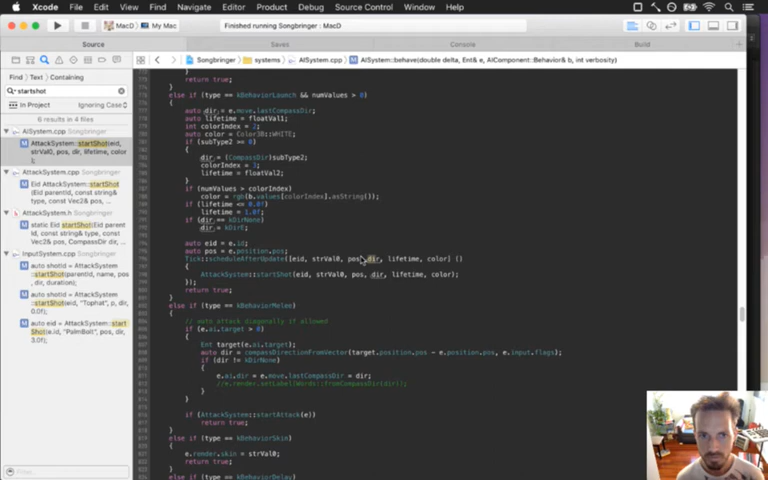 Xcode File Edit View Find Navigate Editor Product Debug Source Control Window Help
MacD My Mac
Finished running Songbringer : MacD
Source Saves Console Build
Find Text Containing
Songbringer systems AISystem.cpp AISystem::behave(double delta, Ent& e, AIComponent::Behavior& b, int verbosity)
startshot
In Project Ignoring Case
6 results in 4 files
AISystem.cpp Songbringer
AttackSystem::startShot(eid,
strVal0, pos, dir, lifetime, color
);
AttackSystem.cpp Songbringer
Eid AttackSystem::startShot
(Eid parentId, const string&
type, const Vec2& pos,
AttackSystem.h Songbringer
static Eid startShot(Eid parent
Id, const string& type, const
Vec2& pos, CompassDir dir,
InputSystem.cpp Songbringer
auto shotId = AttackSystem::
startShot(parentId, name, pos
, dir, duration);
auto shotId = AttackSystem::
startShot(eid, "Tophat", p, dir,
0.0f);
auto eid = AttackSystem::start
Shot(e.id, "PalmBolt", pos, dir,
3.0f);
Filter
return true;
}
else if (type == kBehaviorLaunch && numValues > 0)
{
auto dir = e.move.lastCompassDir;
auto lifetime = floatVal1;
int colorIndex = 2;
auto color = Color3B::WHITE;
if (subType2 >= 0)
{
dir = (CompassDir)subType2;
colorIndex = 3;
lifetime = floatVal2;
}
if (numValues > colorIndex)
color = rgb(b.values[colorIndex].asString());
if (lifetime <= 0.0f)
lifetime = 1.0f;
if (dir == kDirNone)
dir = kDirE;
auto eid = e.id;
auto pos = e.position.pos;
Tick::scheduleAfterUpdate([eid, strVal0, pos, dir, lifetime, color] ()
{
AttackSystem::startShot(eid, strVal0, pos, dir, lifetime, color);
});
return true;
}
else if (type == kBehaviorMelee)
{
// auto attack diagonally if allowed
if (e.ai.target > 0)
{
Ent target(e.ai.target);
auto dir = compassDirectionFromVector(target.position.pos - e.position.pos, e.input.flags);
if (dir != kDirNone)
{
e.ai.dir = e.move.lastCompassDir = dir;
//e.render.setLabel(Words::fromCompassDir(dir));
}
}
if (AttackSystem::startAttack(e))
return true;
}
else if (type == kBehaviorSkin)
{
e.render.skin = strVal0;
return true;
}
else if (type == kBehaviorDelay)